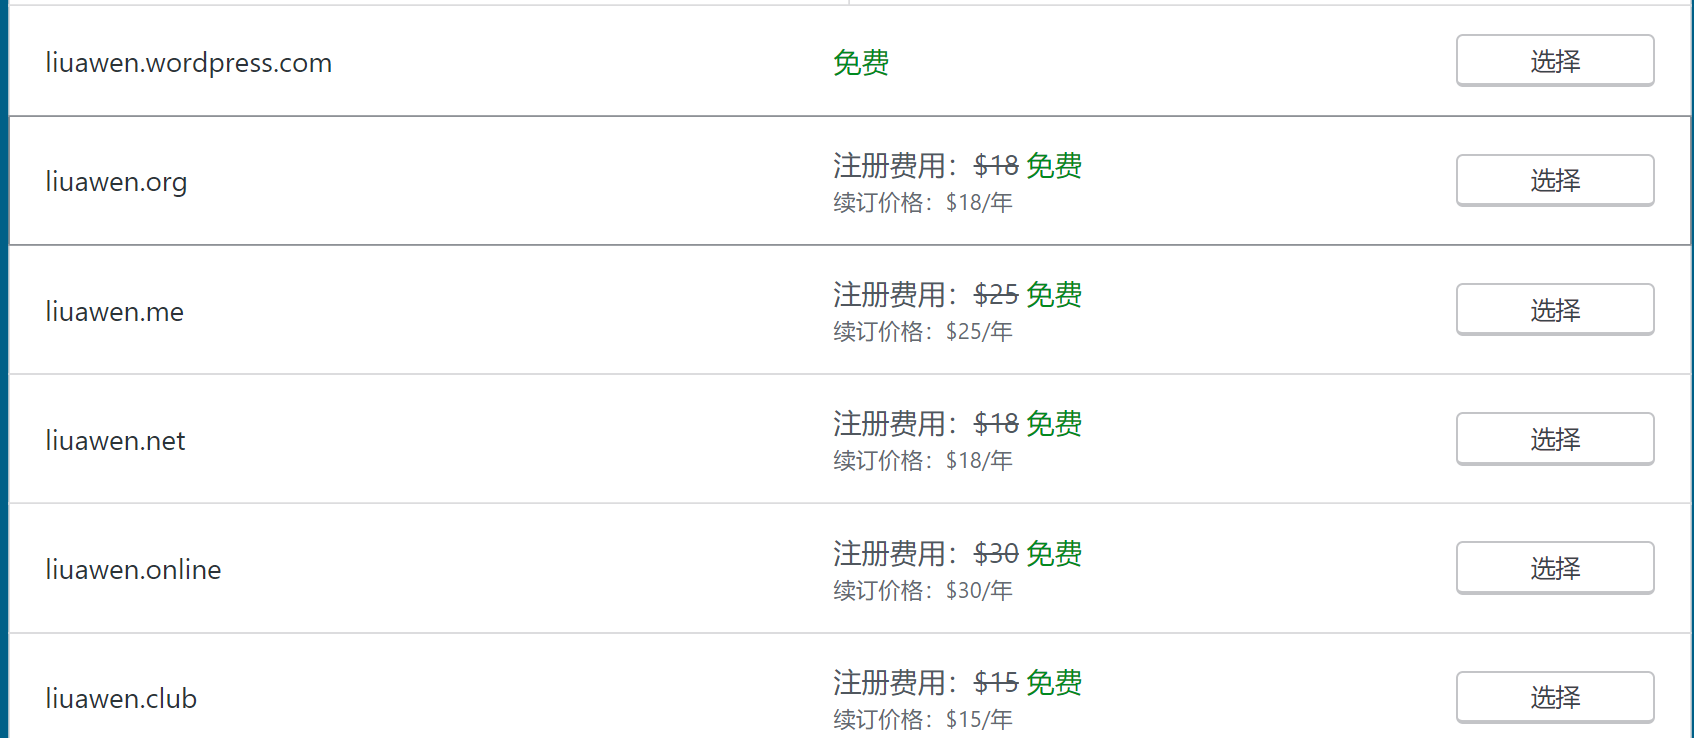 liuawen.wordpress.com
免费
选择
liuawen.org
注册费用：$18 免费
续订价格：$18/年
选择
liuawen.me
注册费用：$25 免费
续订价格：$25/年
选择
liuawen.net
注册费用：$18 免费
续订价格：$18/年
选择
liuawen.online
注册费用：$30 免费
续订价格：$30/年
选择
liuawen.club
注册费用：$15 免费
续订价格：$15/年
选择